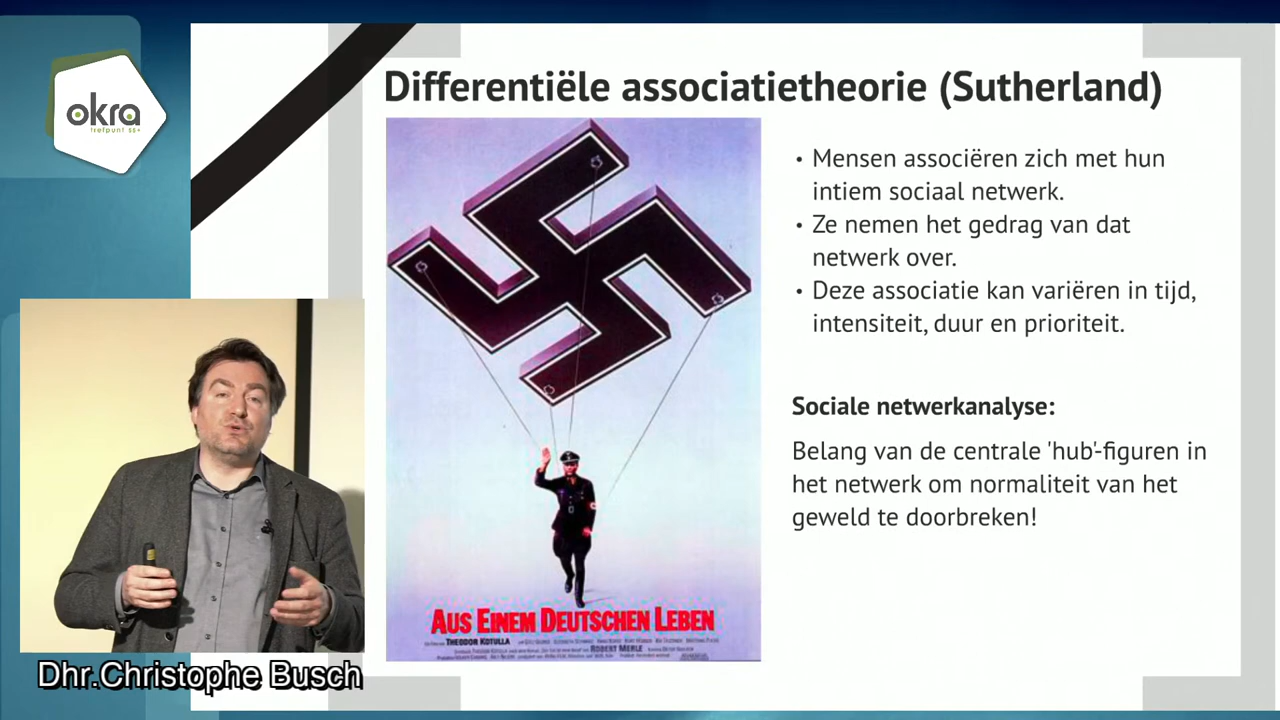 okra
trefpunt 55+
Differentiële associatietheorie (Sutherland)
• Mensen associëren zich met hun
intiem sociaal netwerk.
• Ze nemen het gedrag van dat
netwerk over.
• Deze associatie kan variëren in tijd,
intensiteit, duur en prioriteit.
Sociale netwerkanalyse:
Belang van de centrale 'hub'-figuren in
het netwerk om normaliteit van het
geweld te doorbreken!
AUS EINEM DEUTSCHEN LEBEN
THEODOR KOTULLA
ROBERT MERLE
Dhr.Christophe Busch